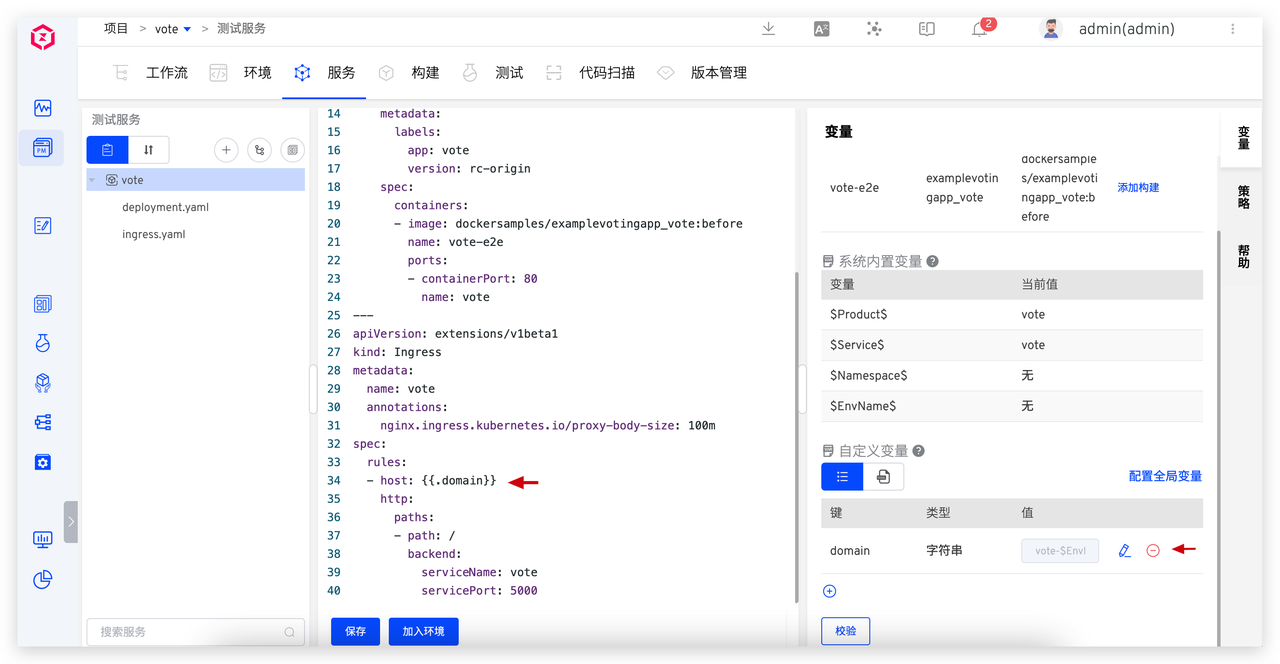 项目 > vote > 测试服务
2
admin(admin)
工作流 环境 服务 构建 测试 代码扫描 版本管理
测试服务
vote
deployment.yaml
ingress.yaml
搜索服务
14 metadata:
15 labels:
16 app: vote
17 version: rc-origin
18 spec:
19 containers:
20 - image: dockersamples/examplevotingapp_vote:before
21 name: vote-e2e
22 ports:
23 - containerPort: 80
24 name: vote
25 ---
26 apiVersion: extensions/v1beta1
27 kind: Ingress
28 metadata:
29 name: vote
30 annotations:
31 nginx.ingress.kubernetes.io/proxy-body-size: 100m
32 spec:
33 rules:
34 - host: {{.domain}}
35 http:
36 paths:
37 - path: /
38 backend:
39 serviceName: vote
40 servicePort: 5000
保存 加入环境
变量
vote-e2e
examplevotin
gapp_vote
dockersample
s/examplevoti
ngapp_vote:b
efore
添加构建
系统内置变量
变量 当前值
$Product$ vote
$Service$ vote
$Namespace$ 无
$EnvName$ 无
自定义变量
配置全局变量
键 类型 值
domain 字符串 vote-$Envl
校验
变量
策略
帮助